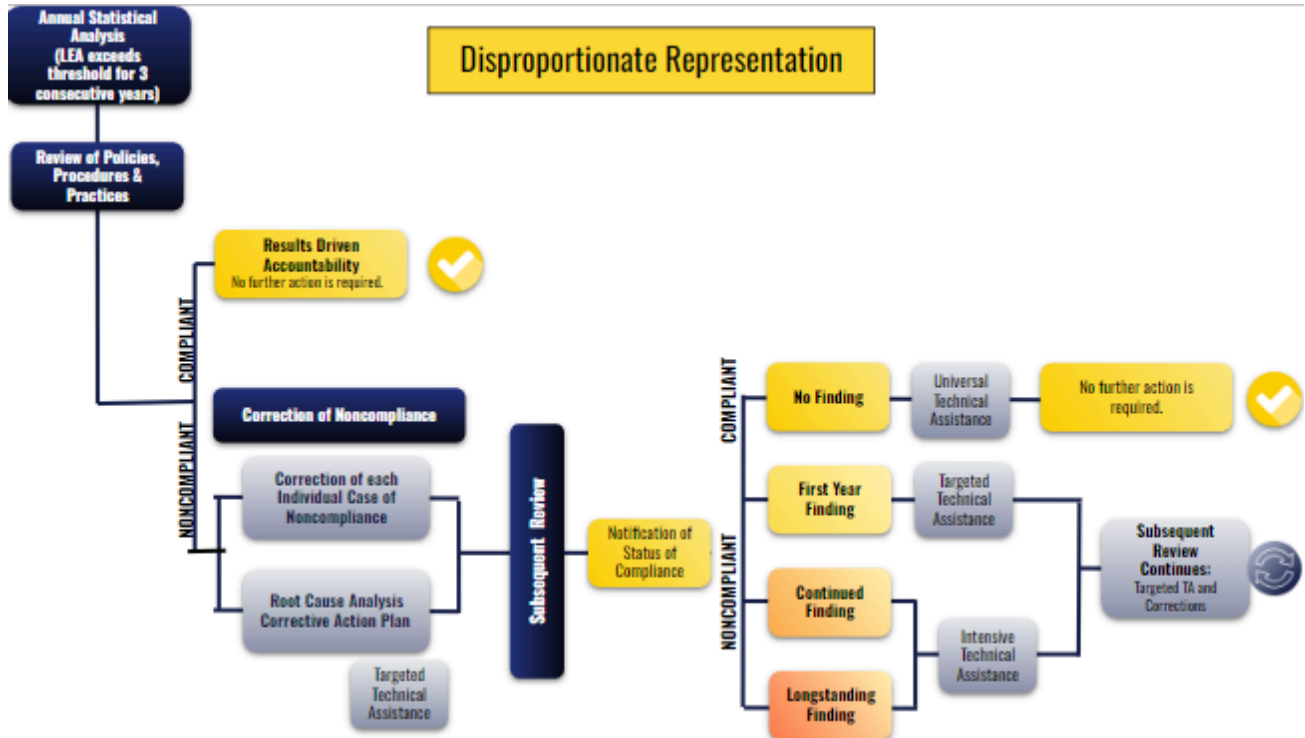 Annual Statistical
Analysis
(LEA exceeds
threshold for 3
consecutive years)
Disproportionate Representation
Review of Policies,
Procedures &
Practices
COMPLIANT
Results Driven
Accountability
No further action is required.
NONCOMPLIANT
Correction of Noncompliance
Correction of each
Individual Case of
Noncompliance
Root Cause Analysis
Corrective Action Plan
Targeted
Technical
Assistance
Subsequent Review
Notification of
Status of
Compliance
COMPLIANT
No Finding
Universal
Technical
Assistance
No further action is
required.
NONCOMPLIANT
First Year
Finding
Targeted
Technical
Assistance
Continued
Finding
Longstanding
Finding
Intensive
Technical
Assistance
Subsequent
Review
Continues:
Targeted TA and
Corrections